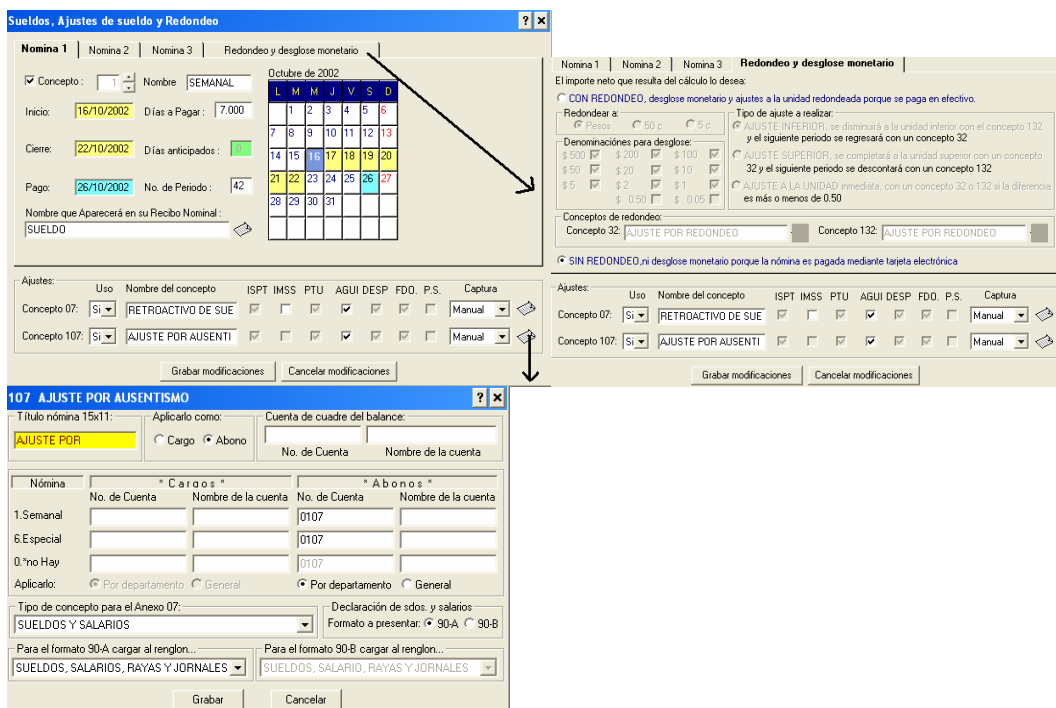 Sueldos, Ajustes de sueldo y Redondeo
Nomina 1 Nomina 2 Nomina 3 Redondeo y desglose monetario
Concepto : 1 Nombre SEMANAL
Inicio: 16/10/2002 Días a Pagar : 7.000
Cierre: 22/10/2002 Días anticipados : 0
Pago: 26/10/2002 No. de Periodo : 42
Nombre que Aparecerá en su Recibo Nominal :
SUELDO
Octubre de 2002
L M M J V S D
1 2 3 4 5 6
7 8 9 10 11 12 13
14 15 16 17 18 19 20
21 22 23 24 25 26 27
28 29 30 31
Ajustes:
Uso Nombre del concepto ISPT IMSS PTU AGUI DESP FDO. P.S. Captura
Concepto 07: Si RETROACTIVO DE SUE Manual
Concepto 107: Si AJUSTE POR AUSENTI Manual
Grabar modificaciones Cancelar modificaciones
Nomina 1 Nomina 2 Nomina 3 Redondeo y desglose monetario
El importe neto que resulta del cálculo lo desea:
CON REDONDEO, desglose monetario y ajustes a la unidad redondeada porque se paga en efectivo.
Redondear a:
Pesos 50 c 5 c
Denominaciónes para desglose:
$ 500 $ 200 $ 100
$ 50 $ 20 $ 10
$ 5 $ 2 $ 1
$ 0.50 $ 0.05
Tipo de ajuste a realizar:
AJUSTE INFERIOR, se disminuirá a la unidad inferior con el concepto 132
y el siguiente periodo se regresará con un concepto 32
AJUSTE SUPERIOR, se completará a la unidad superior con un concepto
32 y el siguiente periodo se descontará con un concepto 132
AJUSTE A LA UNIDAD inmediata, con un concepto 32 o 132 si la diferencia
es más o menos de 0.50
Conceptos de redondeo:
Concepto 32: AJUSTE POR REDONDEO Concepto 132: AJUSTE POR REDONDEO
SIN REDONDEO,ni desglose monetario porque la nómina es pagada mediante tarjeta electrónica
Ajustes:
Uso Nombre del concepto ISPT IMSS PTU AGUI DESP FDO. P.S. Captura
Concepto 07: Si RETROACTIVO DE SUE Manual
Concepto 107: Si AJUSTE POR AUSENTI Manual
Grabar modificaciones Cancelar modificaciones
107 AJUSTE POR AUSENTISMO
Título nómina 15x11:
AJUSTE POR
Aplicarlo como:
Cargo Abono
Cuenta de cuadre del balance:
No. de Cuenta Nombre de la cuenta
Nómina * Cargos * * Abonos *
No. de Cuenta Nombre de la cuenta No. de Cuenta Nombre de la cuenta
1.Semanal 0107
6.Especial 0107
0.*no Hay 0107
Aplicarlo: Por departamento General Por departamento General
Tipo de concepto para el Anexo 07:
SUELDOS Y SALARIOS
Declaración de sdos. y salarios
Formato a presentar: 90-A 90-B
Para el formato 90-A cargar al renglon...
SUELDOS, SALARIOS, RAYAS Y JORNALES
Para el formato 90-B cargar al renglon...
SUELDOS, SALARIO, RAYAS Y JORNALES
Grabar Cancelar